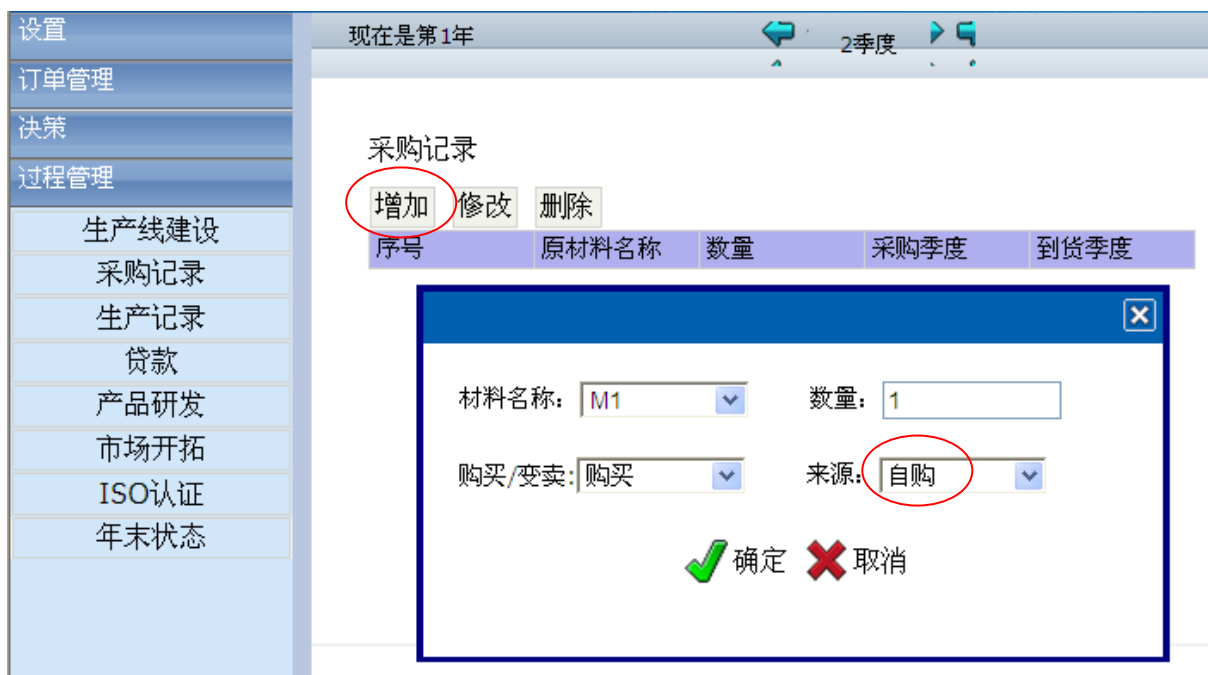 设置
现在是第1年
2季度
订单管理
决策
过程管理
生产线建设
采购记录
生产记录
贷款
产品研发
市场开拓
ISO认证
年末状态
采购记录
增加 修改 删除
序号 原材料名称 数量 采购季度 到货季度
材料名称: M1 数量: 1
购买/变卖: 购买 来源: 自购
确定 取消